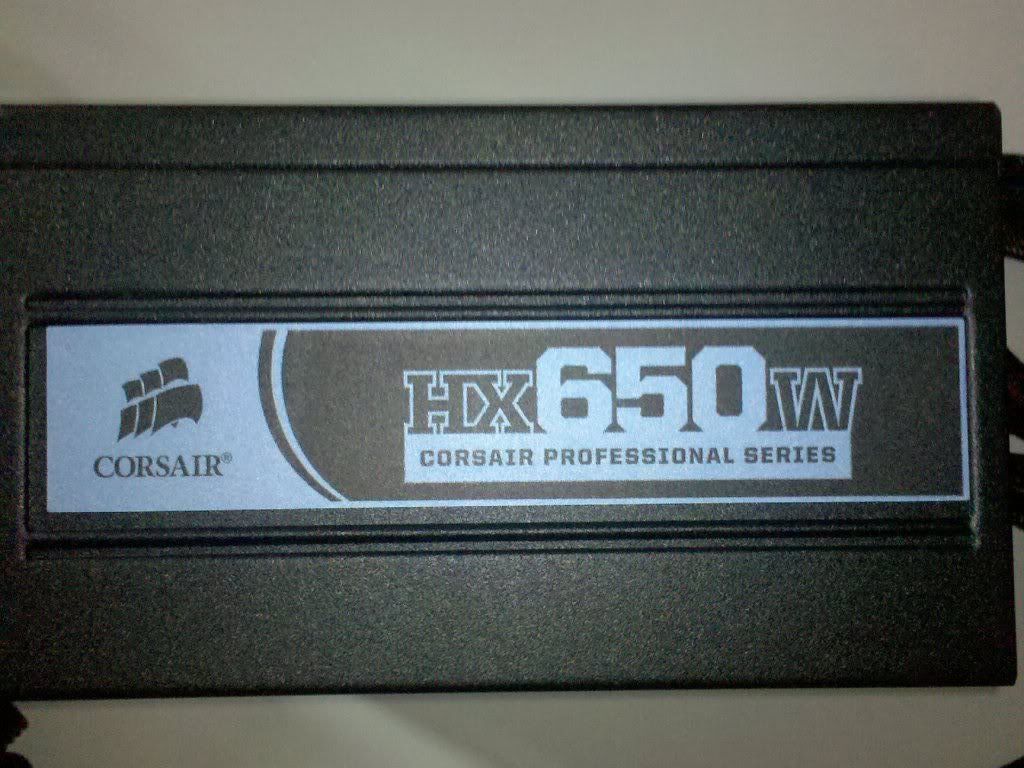 CORSAIR®
HX650W
CORSAIR PROFESSIONAL SERIES